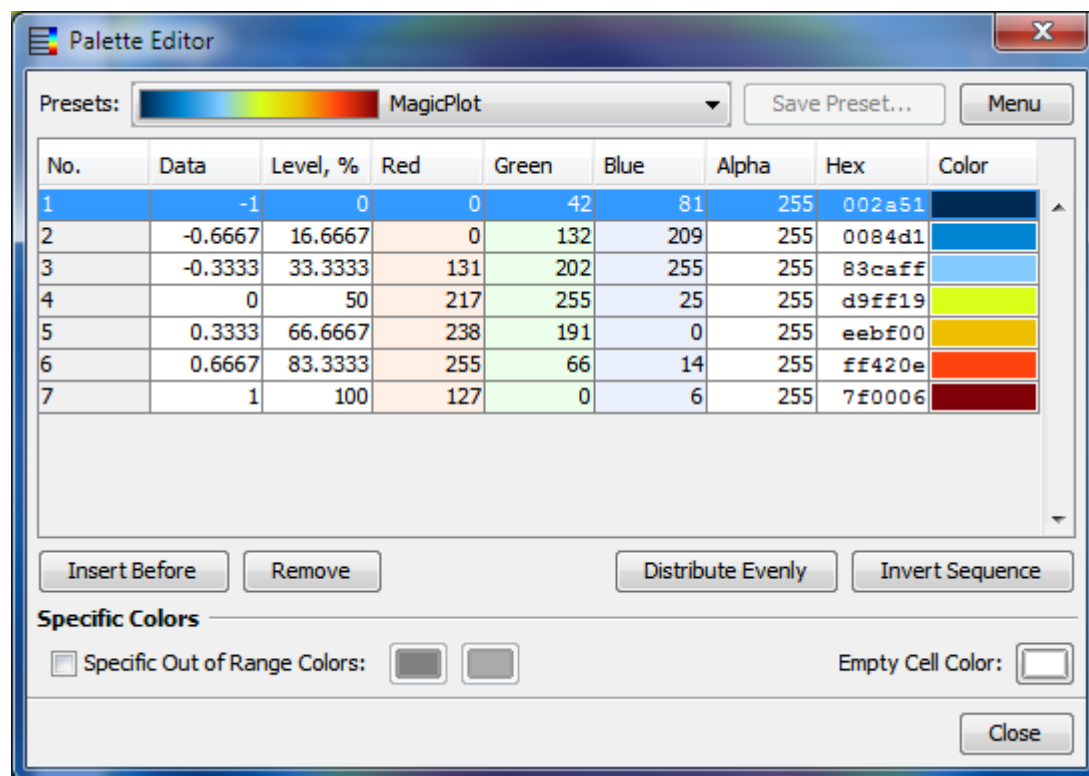 Palette Editor
Presets: MagicPlot Save Preset... Menu
No. Data Level, % Red Green Blue Alpha Hex Color
1 -1 0 0 42 81 255 002a51
2 -0.6667 16.6667 0 132 209 255 0084d1
3 -0.3333 33.3333 131 202 255 255 83caff
4 0 50 217 255 25 255 d9ff19
5 0.3333 66.6667 238 191 0 255 eebf00
6 0.6667 83.3333 255 66 14 255 ff420e
7 1 100 127 0 6 255 7f0006
Insert Before Remove Distribute Evenly Invert Sequence
Specific Colors
Specific Out of Range Colors: Empty Cell Color:
Close